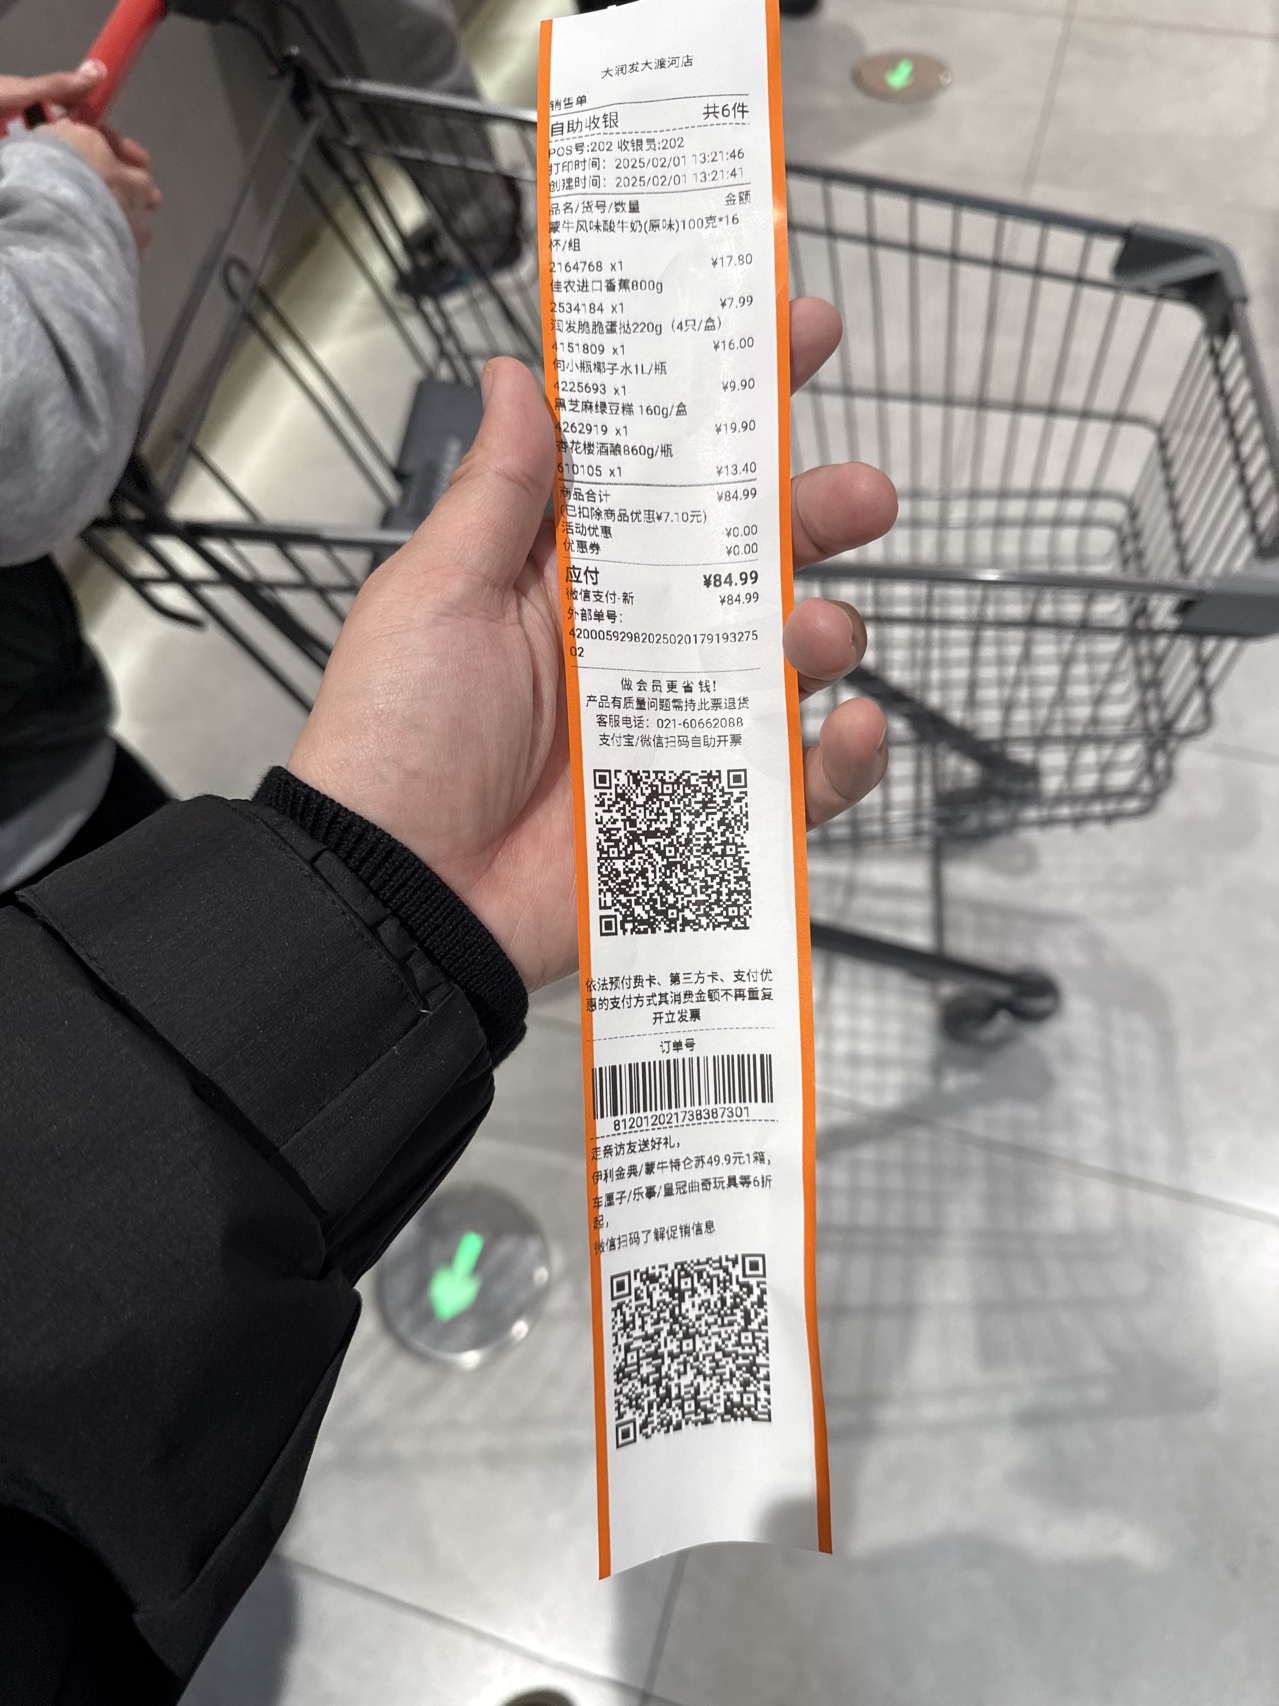 大润发大渡河店
销售单
自助收银 共6件
POS号:202 收银员:202
打印时间: 2025/02/01 13:21:46
创建时间: 2025/02/01 13:21:41
品名/货号/数量 金额
蒙牛风味酸牛奶(原味)100克*16
杯/组
2164768 x1 ¥17.80
佳农进口香蕉800g
2534184 x1 ¥7.99
润发脆脆蛋挞220g（4只/盒）
4151809 x1 ¥16.00
何小瓶椰子水1L/瓶
4225693 x1 ¥9.90
黑芝麻绿豆糕 160g/盒
4262919 x1 ¥19.90
杏花楼酒酿860g/瓶
610105 x1 ¥13.40
商品合计 ¥84.99
(已扣除商品优惠¥7.10元)
活动优惠 -¥0.00
优惠券 ¥0.00
应付 ¥84.99
微信支付-新 ¥84.99
外部单号:
42000592982025020179193275
02
做会员更省钱!
产品有质量问题需持此票退货
客服电话: 021-60662088
支付宝/微信扫码自助开票
依法预付费卡、第三方卡、支付优
惠的支付方式其消费金额不再重复
开立发票
订单号
812012021738387301
走亲访友送好礼,
伊利金典/蒙牛特仑苏49.9元1箱,
车厘子/乐事/皇冠曲奇玩具等6折
起,
微信扫码了解促销信息